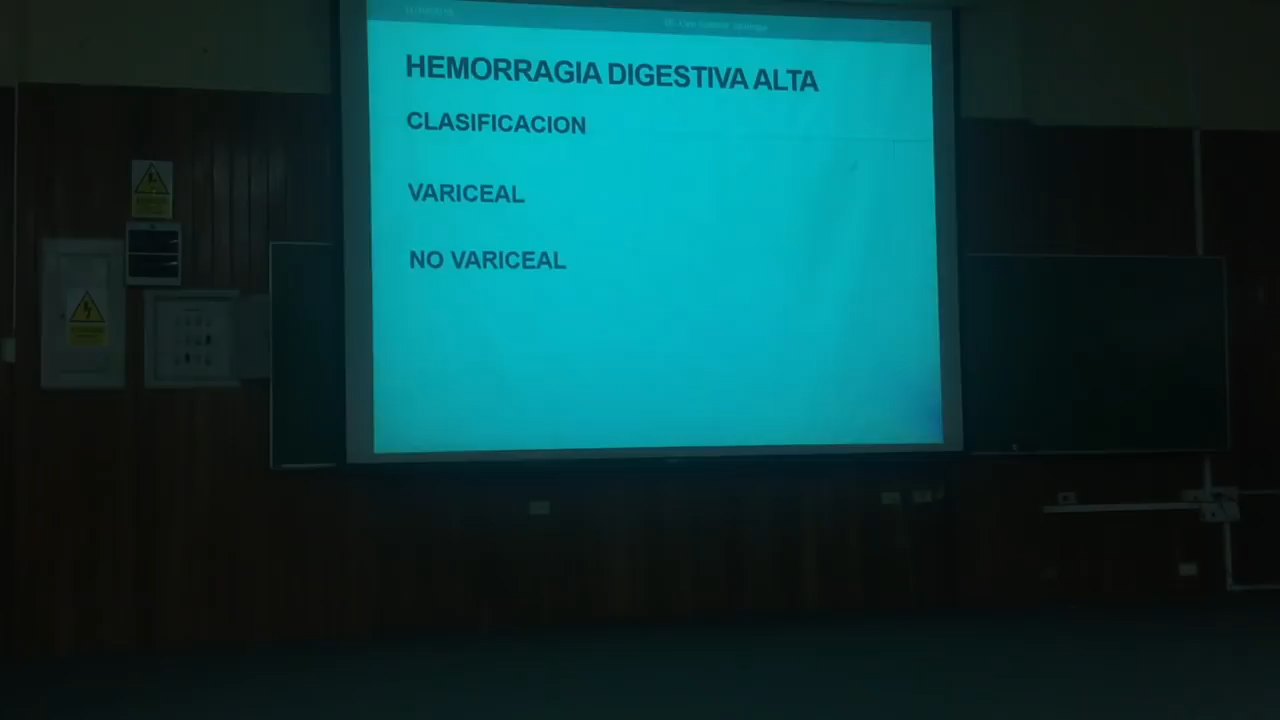 HEMORRAGIA DIGESTIVA ALTA
CLASIFICACION
VARICEAL
NO VARICEAL